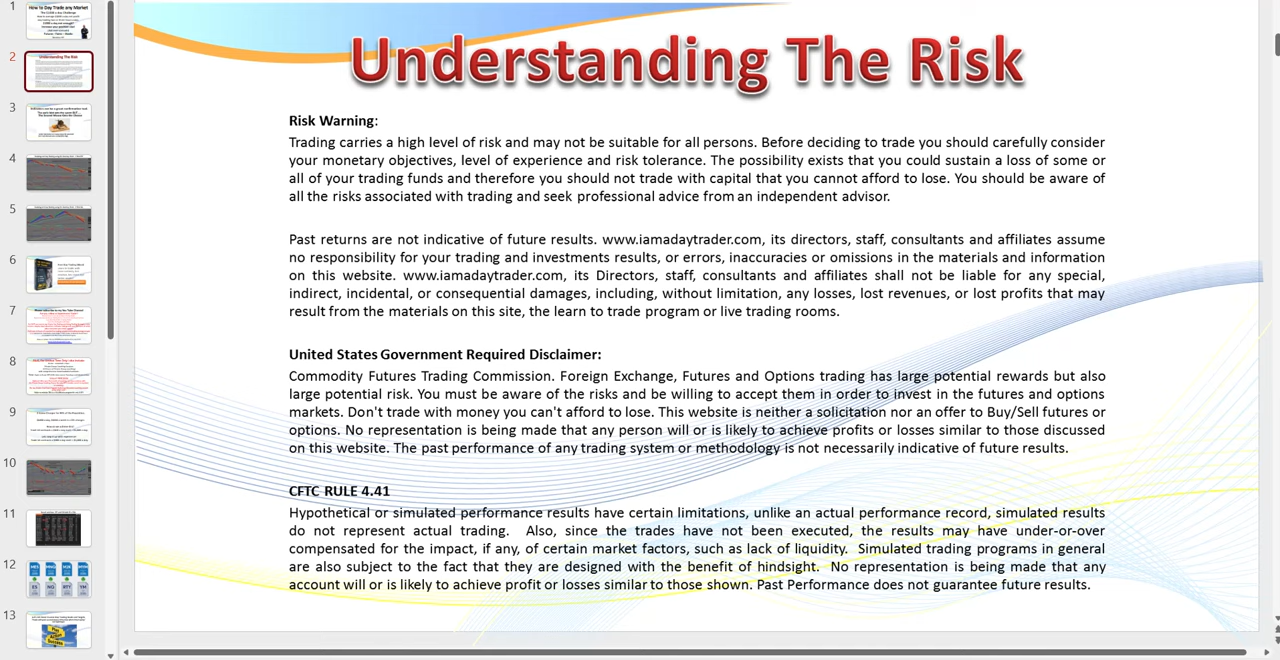 1
How to Day Trade any Market
2
3
4
5
6
7
8
9
10
11
12
13
Understanding The Risk
Risk Warning:
Trading carries a high level of risk and may not be suitable for all persons. Before deciding to trade you should carefully consider
your monetary objectives, level of experience and risk tolerance. The possibility exists that you could sustain a loss of some or
all of your trading funds and therefore you should not trade with capital that you cannot afford to lose. You should be aware of
all the risks associated with trading and seek professional advice from an independent advisor.
Past returns are not indicative of future results. www.iamadaytrader.com, its directors, staff, consultants and affiliates assume
no responsibility for your trading and investments results, or errors, inaccuracies or omissions in the materials and information
on this website. www.iamadaytrader.com, its Directors, staff, consultants and affiliates shall not be liable for any special,
indirect, incidental, or consequential damages, including, without limitation, any losses, lost revenues, or lost profits that may
result from the materials on the site, the learn to trade program or live trading rooms.
United States Government Required Disclaimer:
Commodity Futures Trading Commission. Foreign Exchange, Futures and Options trading has large potential rewards but also
large potential risk. You must be aware of the risks and be willing to accept them in order to invest in the futures and options
markets. Don't trade with money you can't afford to lose. This website is neither a solicitation nor an offer to Buy/Sell futures or
options. No representation is being made that any person will or is likely to achieve profits or losses similar to those discussed
on this website. The past performance of any trading system or methodology is not necessarily indicative of future results.
CFTC RULE 4.41
Hypothetical or simulated performance results have certain limitations, unlike an actual performance record, simulated results
do not represent actual trading. Also, since the trades have not been executed, the results may have under-or-over
compensated for the impact, if any, of certain market factors, such as lack of liquidity. Simulated trading programs in general
are also subject to the fact that they are designed with the benefit of hindsight. No representation is being made that any
account will or is likely to achieve profit or losses similar to those shown. Past Performance does not guarantee future results.